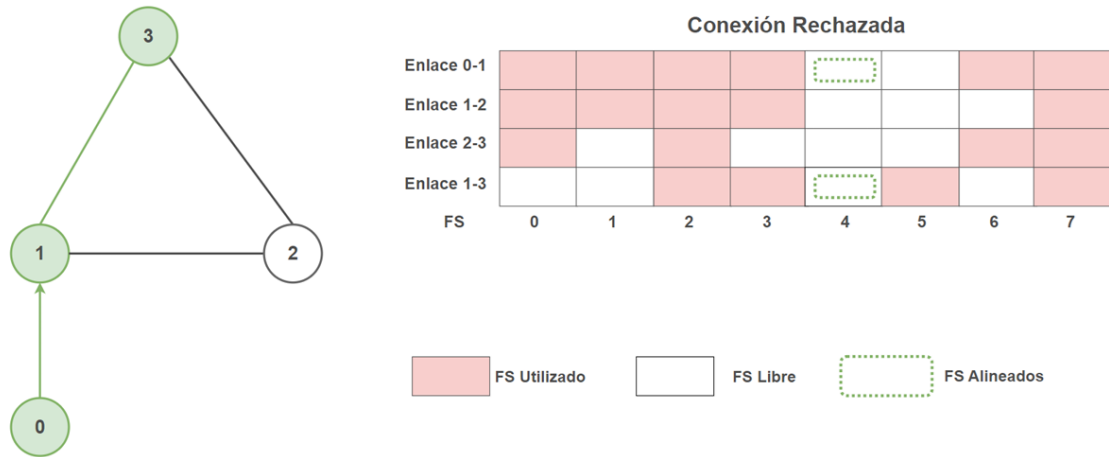 3
1
2
0
Conexión Rechazada
Enlace 0-1
Enlace 1-2
Enlace 2-3
Enlace 1-3
FS 0 1 2 3 4 5 6 7
FS Utilizado FS Libre FS Alineados